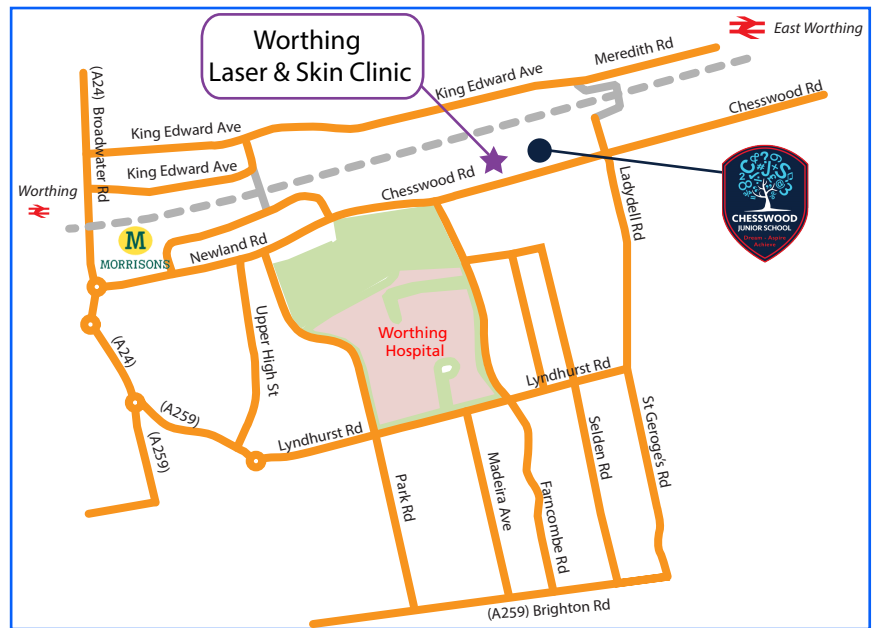 Worthing
Laser & Skin Clinic
East Worthing
Meredith Rd
King Edward Ave
(A24) Broadwater Rd
King Edward Ave
King Edward Ave
Chesswood Rd
Chesswood Rd
Worthing
M
MORRISONS
Newland Rd
Ladydell Rd
CHESSWOOD
JUNIOR SCHOOL
Dream - Aspire
Achieve
Upper High St
Worthing
Hospital
(A24)
(A259)
(A259)
Lyndhurst Rd
Lyndhurst Rd
Park Rd
Madeira Ave
Farncombe Rd
Selden Rd
St Geroge's Rd
(A259) Brighton Rd